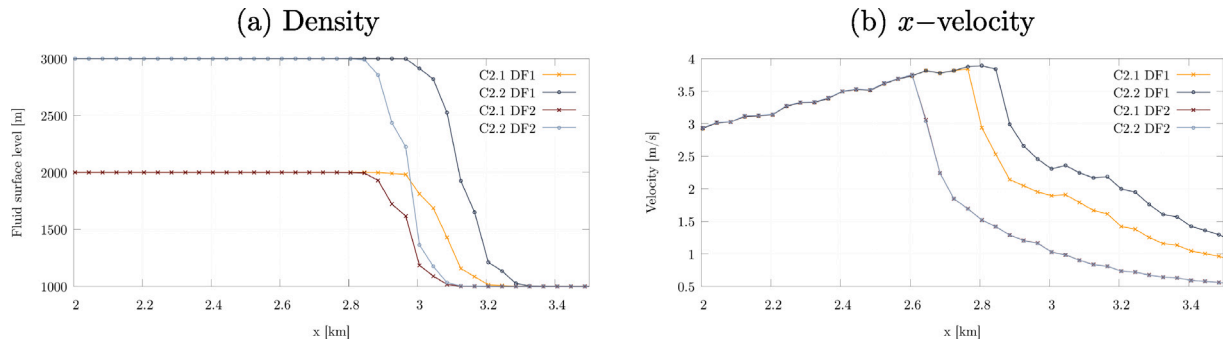 (a) Density
Fluid surface level [m]
3000
2500
2000
1500
1000
2
2.2
2.4
2.6
2.8
3
3.2
3.4
x [km]
C2.1 DF1
C2.2 DF1
C2.1 DF2
C2.2 DF2
(b) x−velocity
Velocity [m/s]
4
3.5
3
2.5
2
1.5
1
0.5
2
2.2
2.4
2.6
2.8
3
3.2
3.4
x [km]
C2.1 DF1
C2.2 DF1
C2.1 DF2
C2.2 DF2